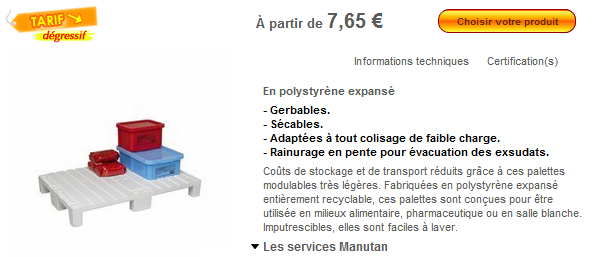 TARIF
dégressif
À partir de 7,65 €
Choisir votre produit
Informations techniques
Certification(s)
En polystyrène expansé
- Gerbables.
- Sécables.
- Adaptées à tout colisage de faible charge.
- Rainurage en pente pour évacuation des exsudats.
Coûts de stockage et de transport réduits grâce à ces palettes
modulables très légères. Fabriquées en polystyrène expansé
entièrement recyclable, ces palettes sont conçues pour être
utilisée en milieux alimentaire, pharmaceutique ou en salle blanche.
Imputrescibles, elles sont faciles à laver.
Les services Manutan